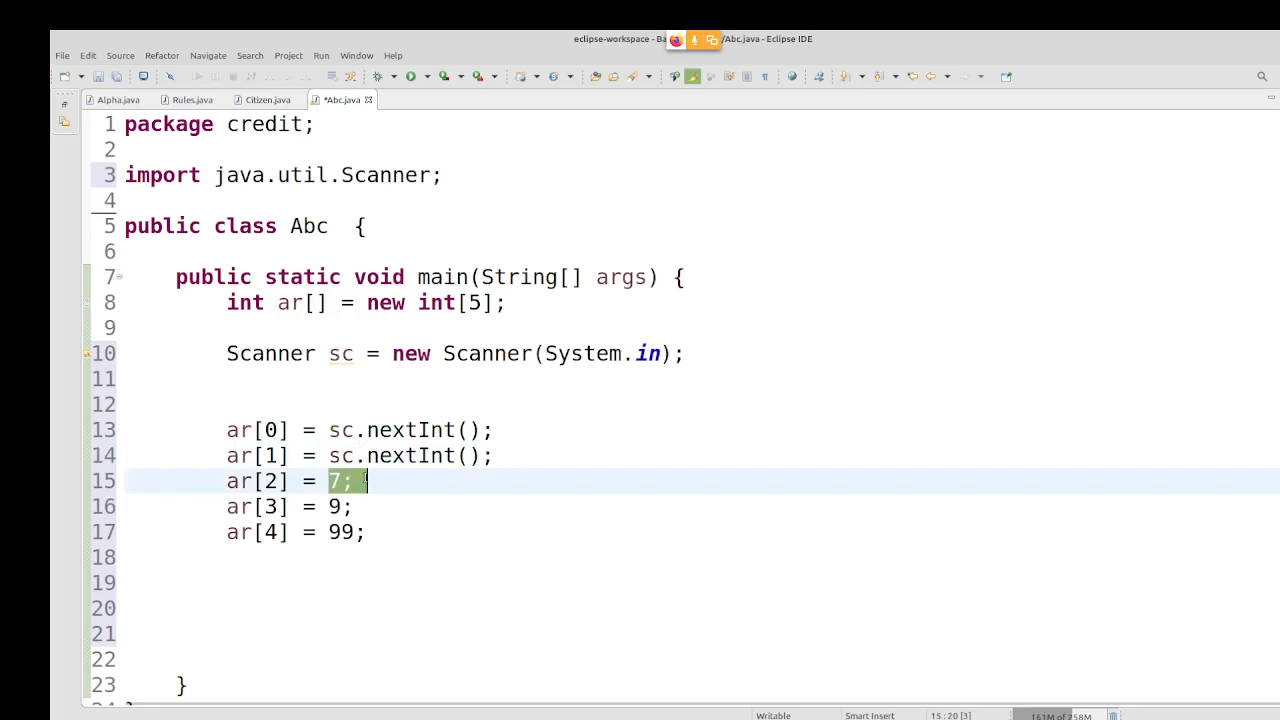 eclipse-workspace - Ba /Abc.java - Eclipse IDE
File Edit Source Refactor Navigate Search Project Run Window Help
Alpha.java Rules.java Citizen.java *Abc.java
1 package credit;
2
3 import java.util.Scanner;
4
5 public class Abc {
6
7 public static void main(String[] args) {
8 int ar[] = new int[5];
9
10 Scanner sc = new Scanner(System.in);
11
12
13 ar[0] = sc.nextInt();
14 ar[1] = sc.nextInt();
15 ar[2] = 7;
16 ar[3] = 9;
17 ar[4] = 99;
18
19
20
21
22
23 }
Writable Smart Insert 15 : 20 [3] 161M of 258M